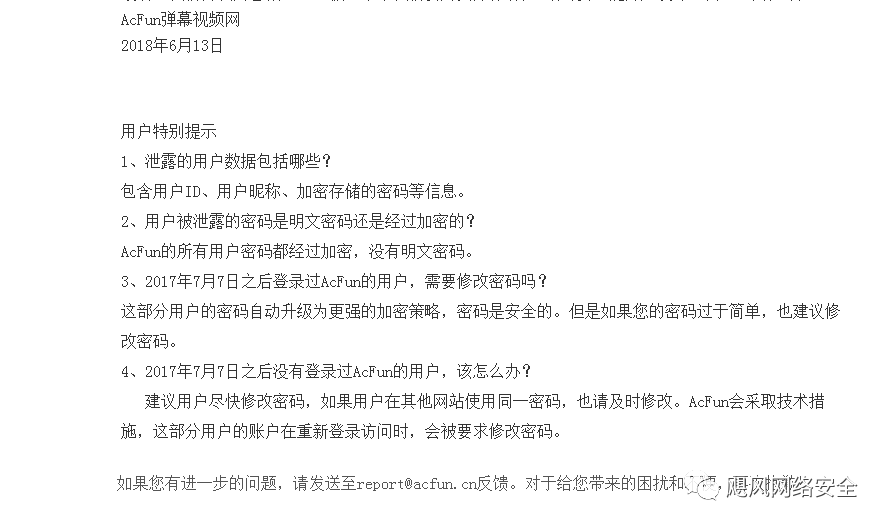 AcFun弹幕视频网
2018年6月13日
用户特别提示
1、泄露的用户数据包括哪些?
包含用户ID、用户昵称、加密存储的密码等信息。
2、用户被泄露的密码是明文密码还是经过加密的?
AcFun的所有用户密码都经过加密,没有明文密码。
3、2017年7月7日之后登录过AcFun的用户,需要修改密码吗?
这部分用户的密码自动升级为更强的加密策略,密码是安全的。但是如果您的密码过于简单,也建议修
改密码。
4、2017年7月7日之后没有登录过AcFun的用户,该怎么办?
建议用户尽快修改密码,如果用户在其他网站使用同一密码,也请及时修改。AcFun会采取技术措
施,这部分用户的账户在重新登录访问时,会被要求修改密码。
如果您有进一步的问题,请发送至report@acfun.cn反馈。对于给您带来的困扰和
飓风网络安全